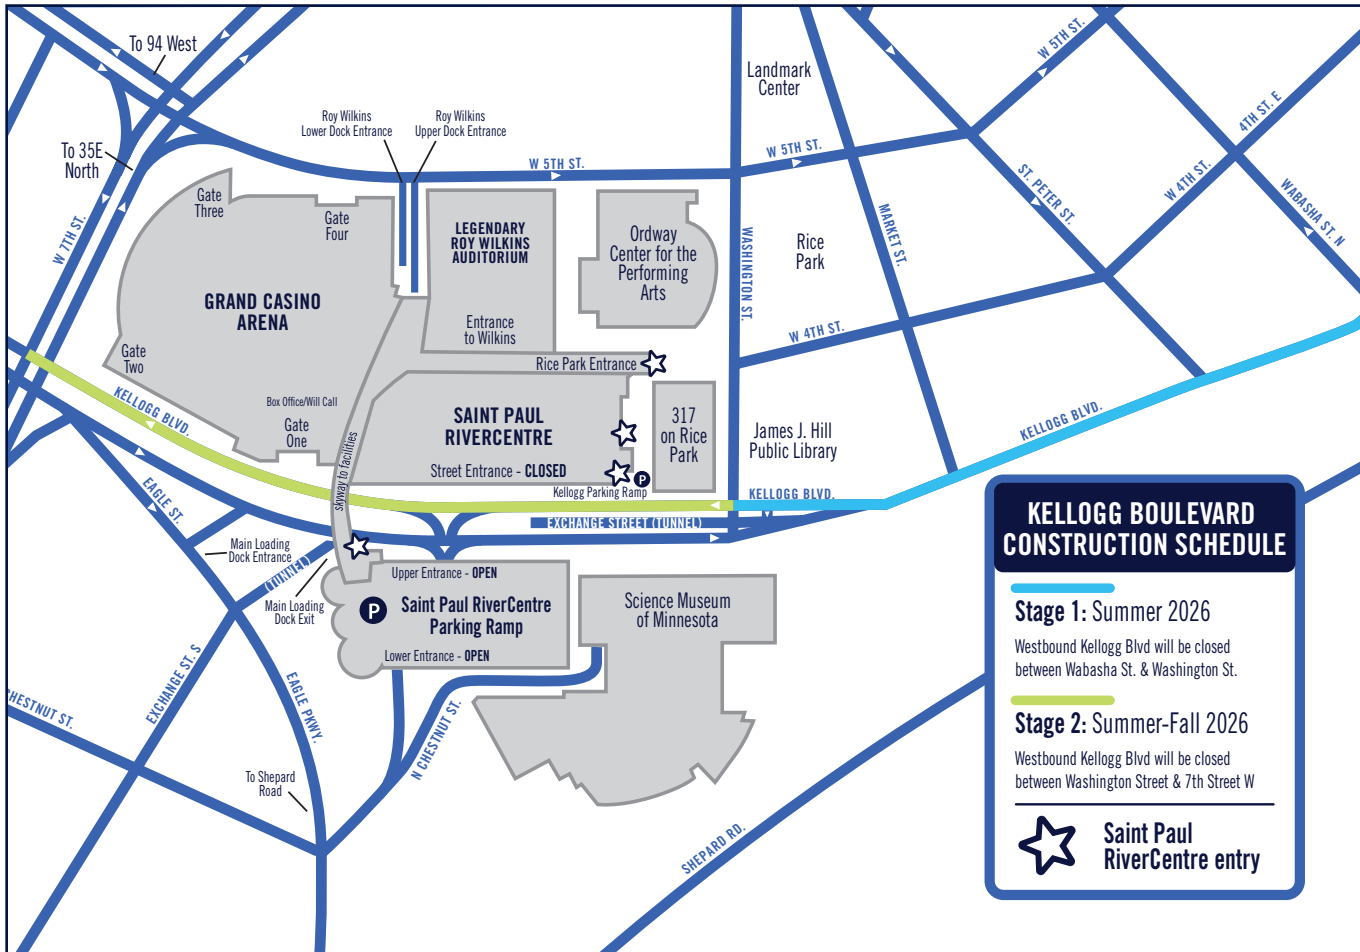 To 94 West
To 35E
North
W 7TH ST.
Roy Wilkins
Lower Dock Entrance
Roy Wilkins
Upper Dock Entrance
W 5TH ST.
Landmark
Center
W 5TH ST.
W 5TH ST.
4TH ST. E
W 4TH ST.
WABASHA ST. N
ST. PETER ST.
MARKET ST.
WASHINGTON ST.
Rice
Park
W 4TH ST.
Gate
Three
Gate
Four
GRAND CASINO
ARENA
Gate
Two
Box Office/Will Call
Gate
One
LEGENDARY
ROY WILKINS
AUDITORIUM
Entrance
to Wilkins
Ordway
Center for the
Performing
Arts
Rice Park Entrance
SAINT PAUL
RIVERCENTRE
Street Entrance - CLOSED
P
Kellogg Parking Ramp
317
on Rice
Park
James J. Hill
Public Library
skyway to facilities
KELLOGG BLVD.
KELLOGG BLVD.
KELLOGG BLVD.
EXCHANGE STREET (TUNNEL)
EAGLE ST.
Main Loading
Dock Entrance
(TUNNEL)
Main Loading
Dock Exit
Upper Entrance - OPEN
P
Saint Paul RiverCentre
Parking Ramp
Lower Entrance - OPEN
Science Museum
of Minnesota
EXCHANGE ST. S
CHESTNUT ST.
EAGLE PKWY.
N CHESTNUT ST.
To Shepard
Road
SHEPARD RD.
KELLOGG BOULEVARD
CONSTRUCTION SCHEDULE
Stage 1: Summer 2026
Westbound Kellogg Blvd will be closed
between Wabasha St. & Washington St.
Stage 2: Summer-Fall 2026
Westbound Kellogg Blvd will be closed
between Washington Street & 7th Street W
Saint Paul
RiverCentre entry